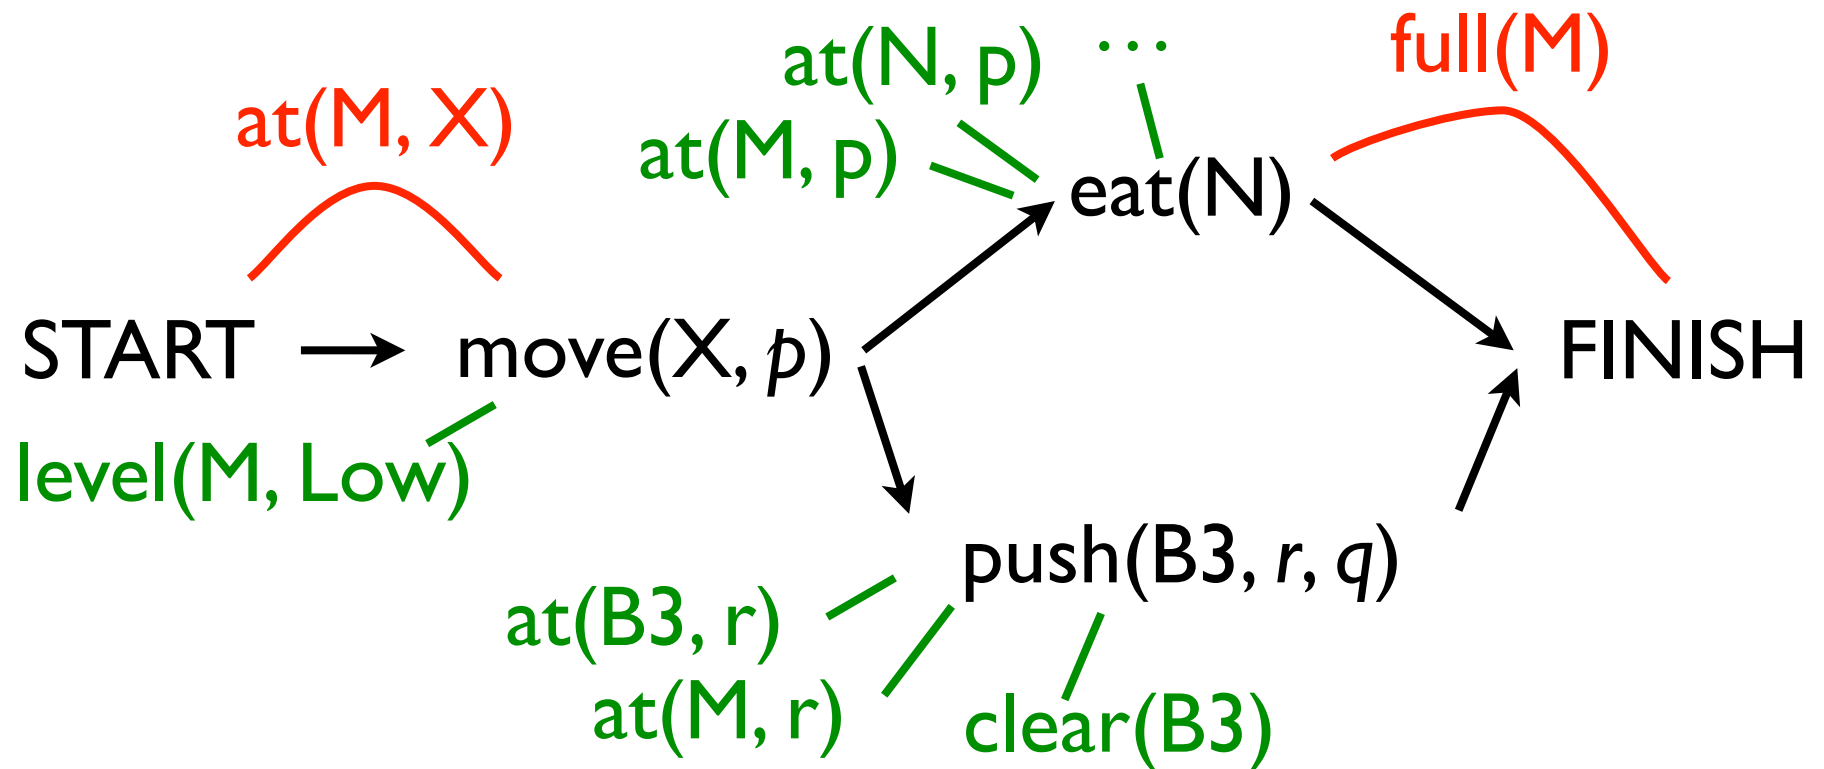 at(N, p) ...
full(M)
at(M, X)
at(M, p)
eat(N)
START
move(X, p)
FINISH
level(M, Low)
push(B3, r, q)
at(B3, r)
at(M, r)
clear(B3)